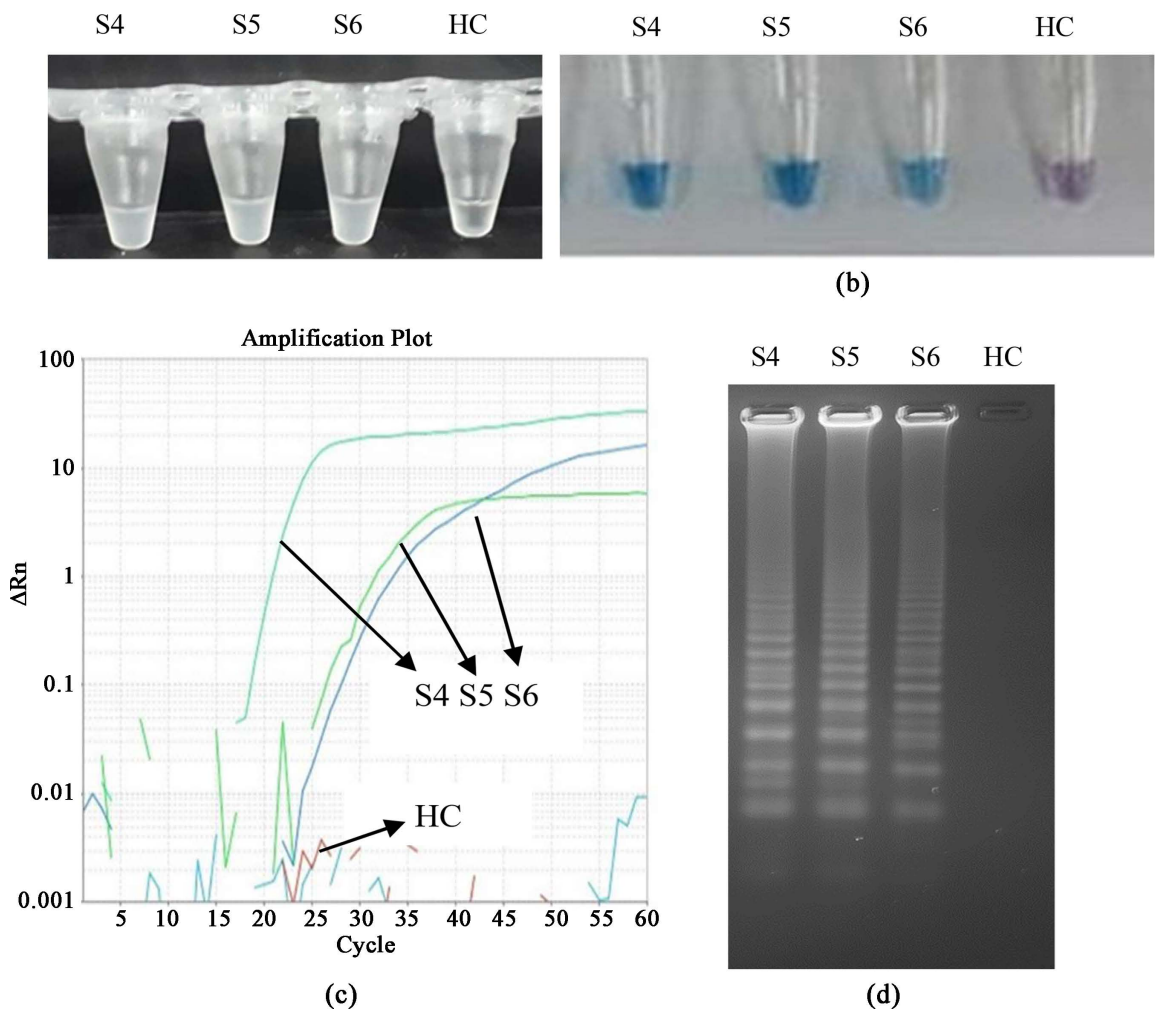 S4 S5 S6 HC
S4 S5 S6 HC
(b)
Amplification Plot
100
10
1
0.1
0.01
0.001
ΔRn
S4 S5 S6
HC
5 10 15 20 25 30 35 40 45 50 55 60
Cycle
(c)
S4 S5 S6 HC
(d)